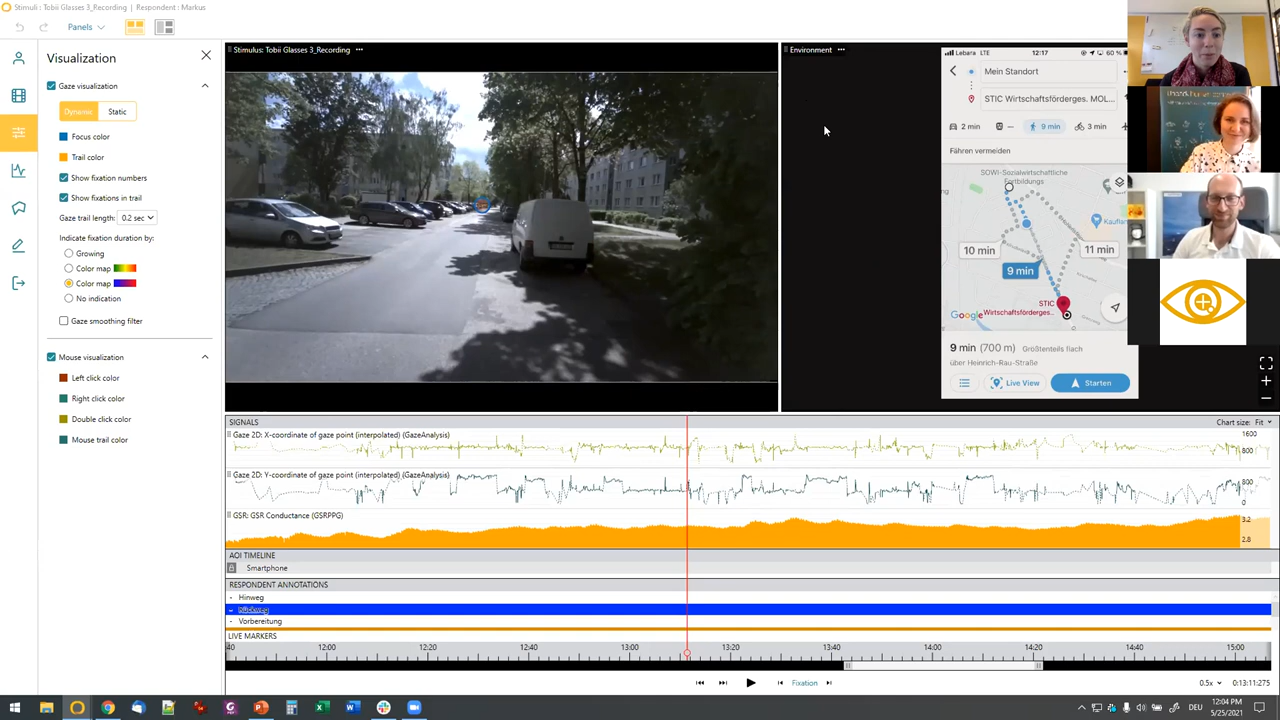 Stimuli : Tobii Glasses 3_Recording | Respondent : Markus
Panels
Visualization
Gaze visualization
Dynamic Static
Focus color
Trail color
Show fixation numbers
Show fixations in trail
Gaze trail length: 0.2 sec
Indicate fixation duration by:
Growing
Color map
Color map
No indication
Gaze smoothing filter
Mouse visualization
Left click color
Right click color
Double click color
Mouse trail color
Stimulus: Tobii Glasses 3_Recording •••
Environment •••
Lebara LTE 12:17 60 %
Mein Standort
STIC Wirtschaftsförderges. MOL...
2 min — 9 min 3 min
Fähren vermeiden
SOWI-Sozialwirtschaftliche
Fortbildungs
Kauflan
10 min
11 min
9 min
STIC
Wirtschaftsförderges...
Google
9 min (700 m) Größtenteils flach
über Heinrich-Rau-Straße
Live View Starten
SIGNALS Chart size: Fit
Gaze 2D: X-coordinate of gaze point (interpolated) (GazeAnalysis)
1600
800
Gaze 2D: Y-coordinate of gaze point (interpolated) (GazeAnalysis)
800
0
GSR: GSR Conductance (GSRPPG)
3.2
2.8
AOI TIMELINE
Smartphone
RESPONDENT ANNOTATIONS
- Hinweg
- Rückweg
- Vorbereitung
LIVE MARKERS
:40 12:00 12:20 12:40 13:00 13:20 13:40 14:00 14:20 14:40 15:00
Fixation 0.5x 0:13:11:275
DEU 12:04 PM
5/25/2021